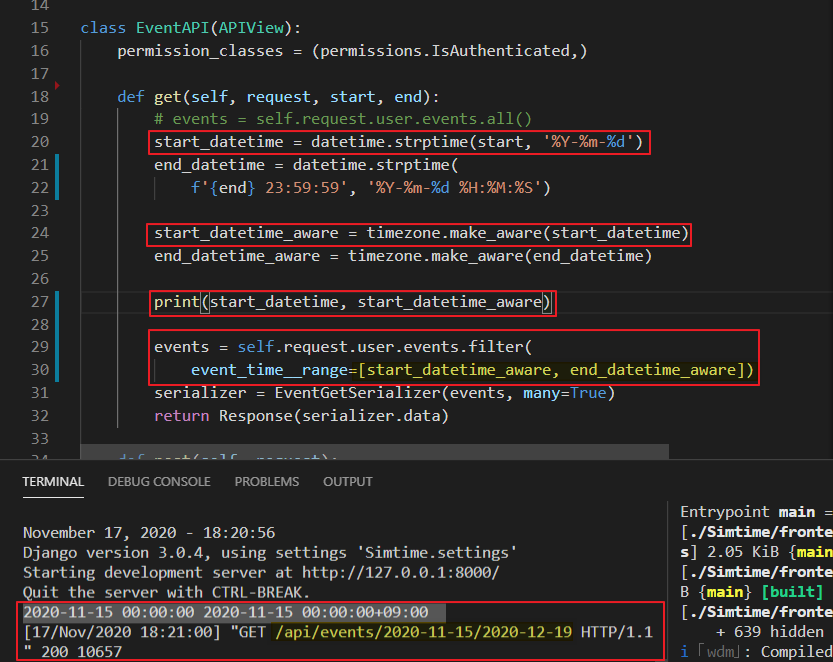 14
15 class EventAPI(APIView):
16 permission_classes = (permissions.IsAuthenticated,)
17
18 def get(self, request, start, end):
19 # events = self.request.user.events.all()
20 start_datetime = datetime.strptime(start, '%Y-%m-%d')
21 end_datetime = datetime.strptime(
22 f'{end} 23:59:59', '%Y-%m-%d %H:%M:%S')
23
24 start_datetime_aware = timezone.make_aware(start_datetime)
25 end_datetime_aware = timezone.make_aware(end_datetime)
26
27 print(start_datetime, start_datetime_aware)
28
29 events = self.request.user.events.filter(
30 event_time__range=[start_datetime_aware, end_datetime_aware])
31 serializer = EventGetSerializer(events, many=True)
32 return Response(serializer.data)
33
34 def post(self, request):
TERMINAL DEBUG CONSOLE PROBLEMS OUTPUT
November 17, 2020 - 18:20:56
Django version 3.0.4, using settings 'Simtime.settings'
Starting development server at http://127.0.0.1:8000/
Quit the server with CTRL-BREAK.
2020-11-15 00:00:00 2020-11-15 00:00:00+09:00
[17/Nov/2020 18:21:00] "GET /api/events/2020-11-15/2020-12-19 HTTP/1.1
" 200 10657
Entrypoint main =
[./Simtime/fronte
s] 2.05 KiB {main
[./Simtime/fronte
B {main} [built]
[./Simtime/fronte
+ 639 hidden
i ｢wdm｣: Compiled